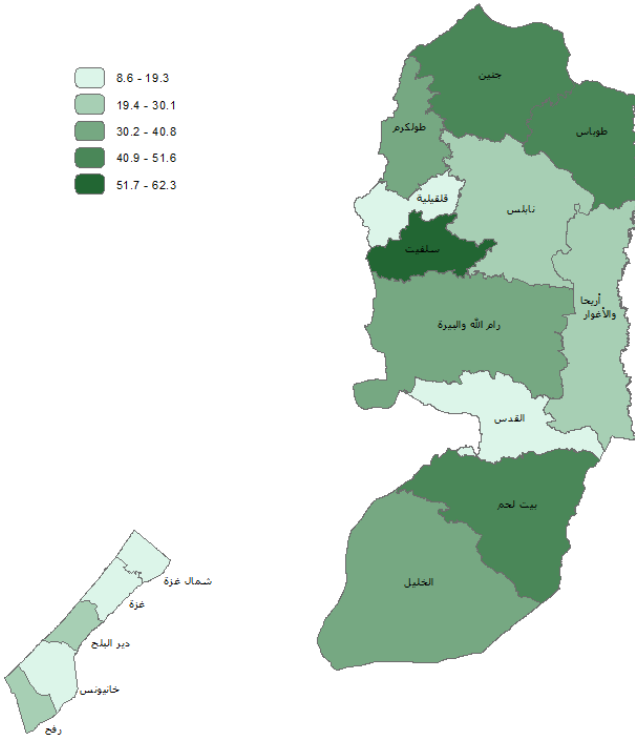 8.6 - 19.3
19.4 - 30.1
30.2 - 40.8
40.9 - 51.6
51.7 - 62.3
جنين
طولكرم
طوباس
قلقيلية
نابلس
سلفيت
أريحا
والأغوار
رام الله والبيرة
القدس
بيت لحم
الخليل
شمال غزة
غزة
دير البلح
خانيونس
رفح